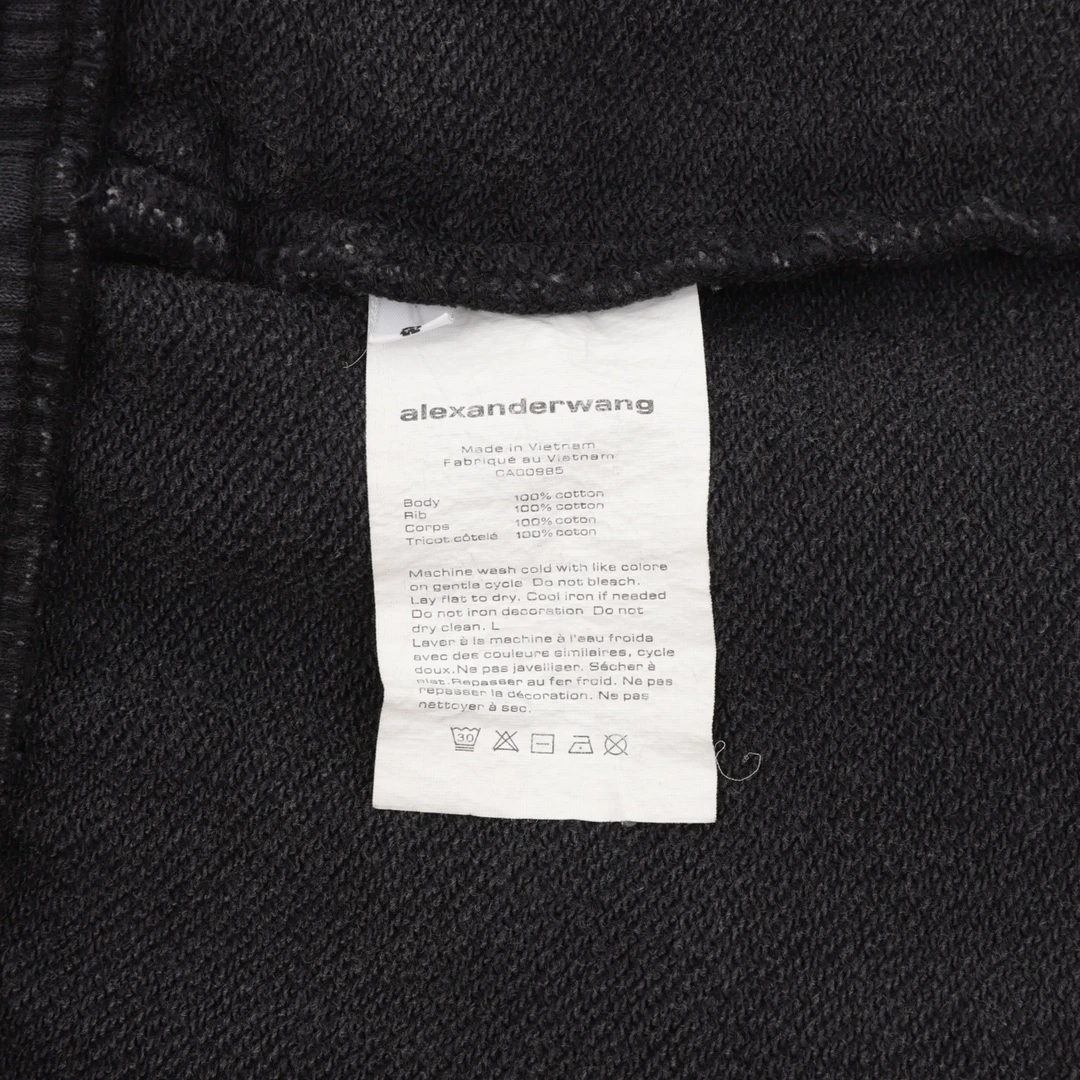 alexanderwang
Made in Vietnam
Fabriqué au Vietnam
CA00985
Body 100% cotton
Rib 100% cotton
Corps 100% coton
Tricot côtelé 100% coton
Machine wash cold with like colors
on gentle cycle Do not bleach.
Lay flat to dry. Cool iron if needed
Do not iron decoration Do not
dry clean. L
Laver à la machine à l'eau froide
avec des couleurs similaires, cycle
doux.Ne pas javelliser. Sécher à
plat.Repasser au fer froid. Ne pas
repasser la décoration. Ne pas
nettoyer à sec.
30